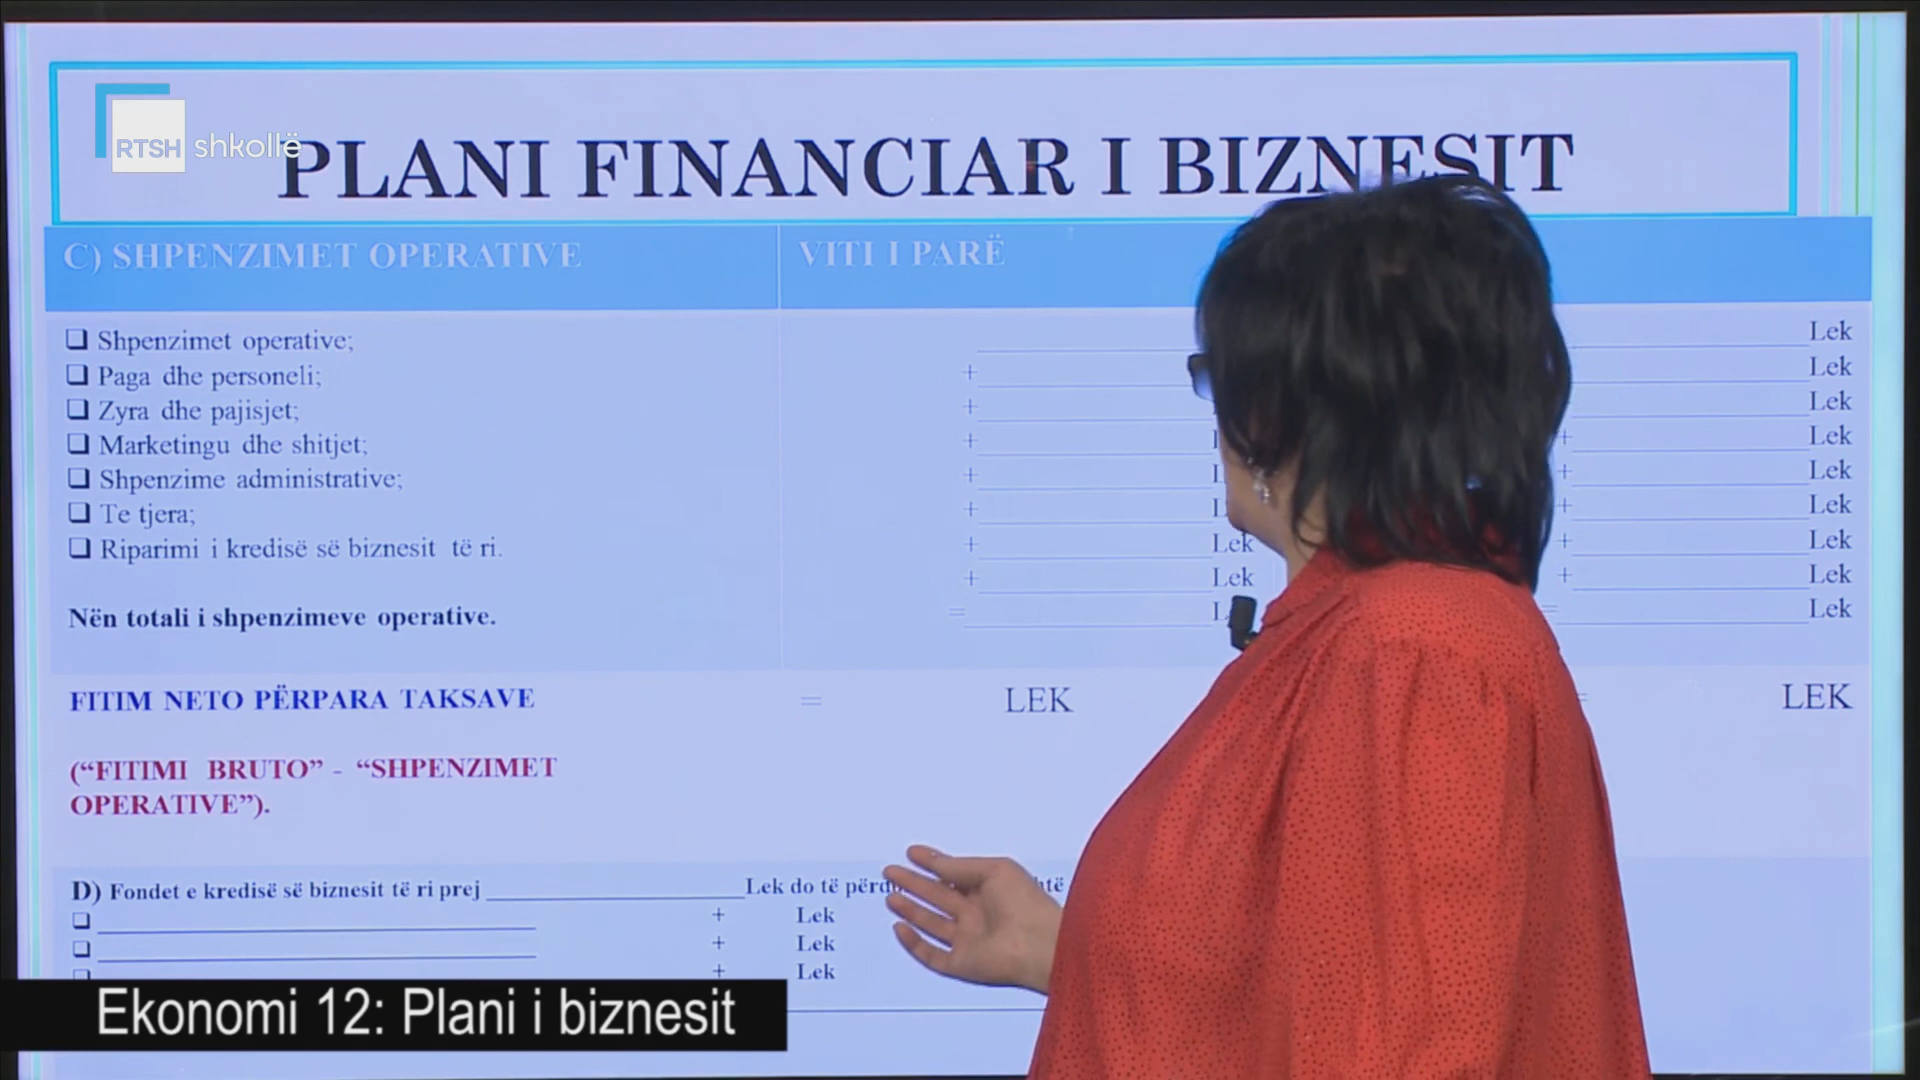 RTSH shkollë
PLANI FINANCIAR I BIZNESIT
C) SHPENZIMET OPERATIVE VITI I PARË
❑ Shpenzimet operative; Lek
❑ Paga dhe personeli; + Lek
❑ Zyra dhe pajisjet; + Lek
❑ Marketingu dhe shitjet; + + Lek
❑ Shpenzime administrative; + + Lek
❑ Te tjera; + + Lek
❑ Riparimi i kredisë së biznesit të ri. + Lek + Lek
+ Lek + Lek
Nën totali i shpenzimeve operative. = = Lek
FITIM NETO PËRPARA TAKSAVE = LEK = LEK
(“FITIMI BRUTO” - “SHPENZIMET
OPERATIVE”).
D) Fondet e kredisë së biznesit të ri prej ____________ Lek do të
❑ ____________ + Lek
❑ ____________ + Lek
+ Lek
Ekonomi 12: Plani i biznesit